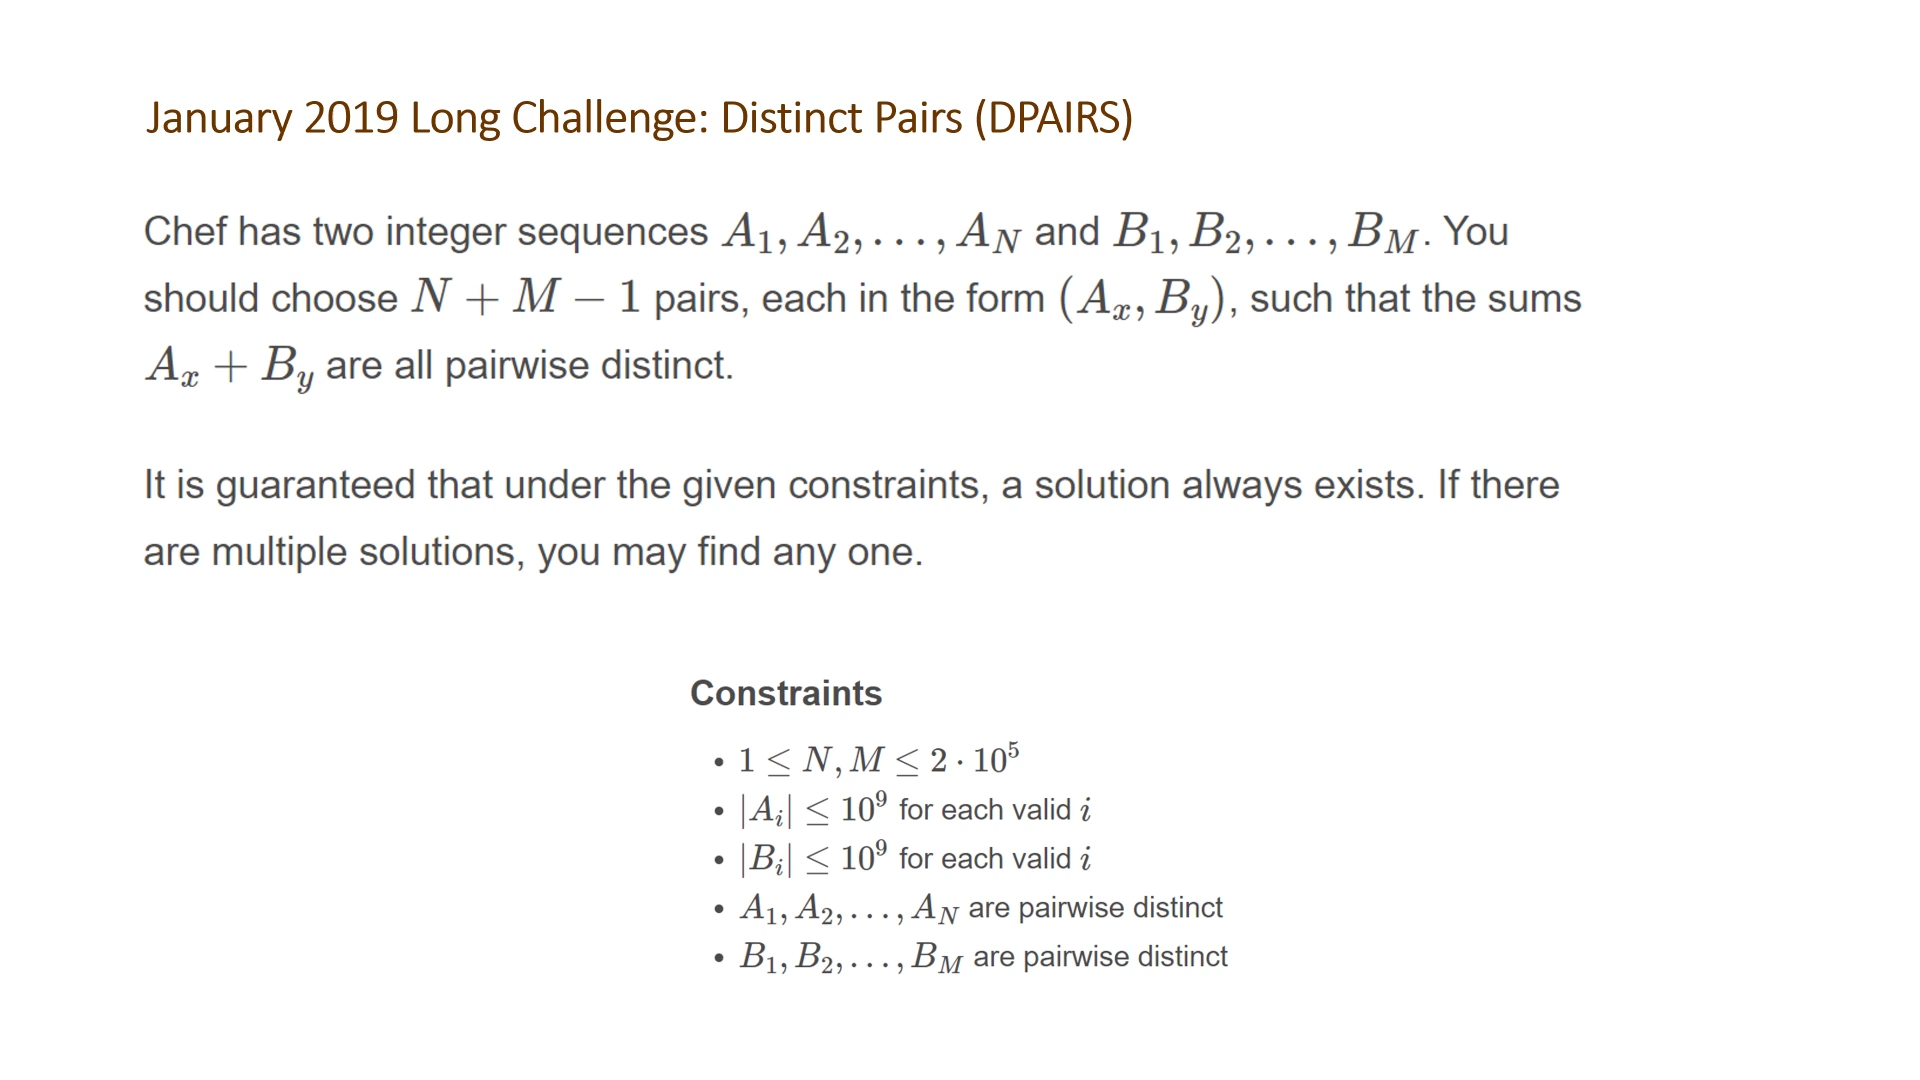 January 2019 Long Challenge: Distinct Pairs (DPAIRS)
Chef has two integer sequences A₁, A₂, . . . , A_N and B₁, B₂, . . . , B_M. You
should choose N + M − 1 pairs, each in the form (Aₓ, B_y), such that the sums
Aₓ + B_y are all pairwise distinct.
It is guaranteed that under the given constraints, a solution always exists. If there
are multiple solutions, you may find any one.
Constraints
• 1 ≤ N, M ≤ 2 · 10⁵
• |Aᵢ| ≤ 10⁹ for each valid i
• |Bᵢ| ≤ 10⁹ for each valid i
• A₁, A₂, . . . , A_N are pairwise distinct
• B₁, B₂, . . . , B_M are pairwise distinct